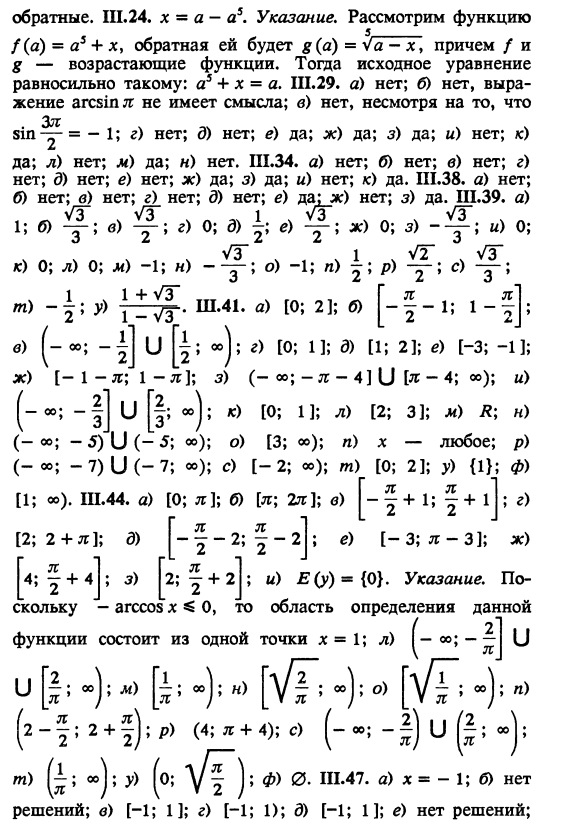 обратные. III.24. x = a − a⁵. Указание. Рассмотрим функцию
f (a) = a⁵ + x, обратная ей будет g (a) = ⁵√(a − x), причем f и
g — возрастающие функции. Тогда исходное уравнение
равносильно такому: a⁵ + x = a. III.29. а) нет; б) нет, выра-
жение arcsin π не имеет смысла; в) нет, несмотря на то, что
sin 3π/2 = − 1; г) нет; д) нет; е) да; ж) да; з) да; и) нет; к)
да; л) нет; м) да; н) нет. III.34. а) нет; б) нет; в) нет; г)
нет; д) нет; е) нет; ж) да; з) да; и) нет; к) да. III.38. а) нет;
б) нет; в) нет; г) нет; д) нет; е) да; ж) нет; з) да. III.39. а)
1; б) √3/3; в) √3/2; г) 0; д) 1/2; е) √3/2; ж) 0; з) −√3/3; и) 0;
к) 0; л) 0; м) −1; н) − √3/3; о) −1; п) 1/2; р) √2/2; с) √3/3;
т) − 1/2; у) (1 + √3)/(1 − √3). III.41. а) [0; 2]; б) [− π/2 − 1; 1 − π/2];
в) (− ∞; − 1/2] ∪ [1/2; ∞); г) [0; 1]; д) [1; 2]; е) [−3; −1];
ж) [− 1 − π; 1 − π]; з) (− ∞; − π − 4] ∪ [π − 4; ∞); и)
(− ∞; − 2/3] ∪ [2/3; ∞); к) [0; 1]; л) [2; 3]; м) R; н)
(− ∞; − 5) ∪ (− 5; ∞); о) [3; ∞); п) x — любое; р)
(− ∞; − 7) ∪ (− 7; ∞); с) [− 2; ∞); т) [0; 2]; у) {1}; ф)
[1; ∞). III.44. а) [0; π]; б) [π; 2π]; в) [− π/2 + 1; π/2 + 1]; г)
[2; 2 + π]; д) [− π/2 − 2; π/2 − 2]; е) [− 3; π − 3]; ж)
[4; π/2 + 4]; з) [2; π/2 + 2]; и) E (y) = {0}. Указание. По-
скольку − arccos x ⩽ 0, то область определения данной
функции состоит из одной точки x = 1; л) (− ∞; − 2/π] ∪
∪ [2/π; ∞); м) [1/π; ∞); н) [√(2/π); ∞); о) [√(1/π); ∞); п)
(2 − π/2; 2 + π/2); р) (4; π + 4); с) (− ∞; − 2/π) ∪ (2/π; ∞);
т) (1/π; ∞); у) (0; √(π/2)); ф) ∅. III.47. а) x = − 1; б) нет
решений; в) [−1; 1]; г) [−1; 1); д) [−1; 1]; е) нет решений;